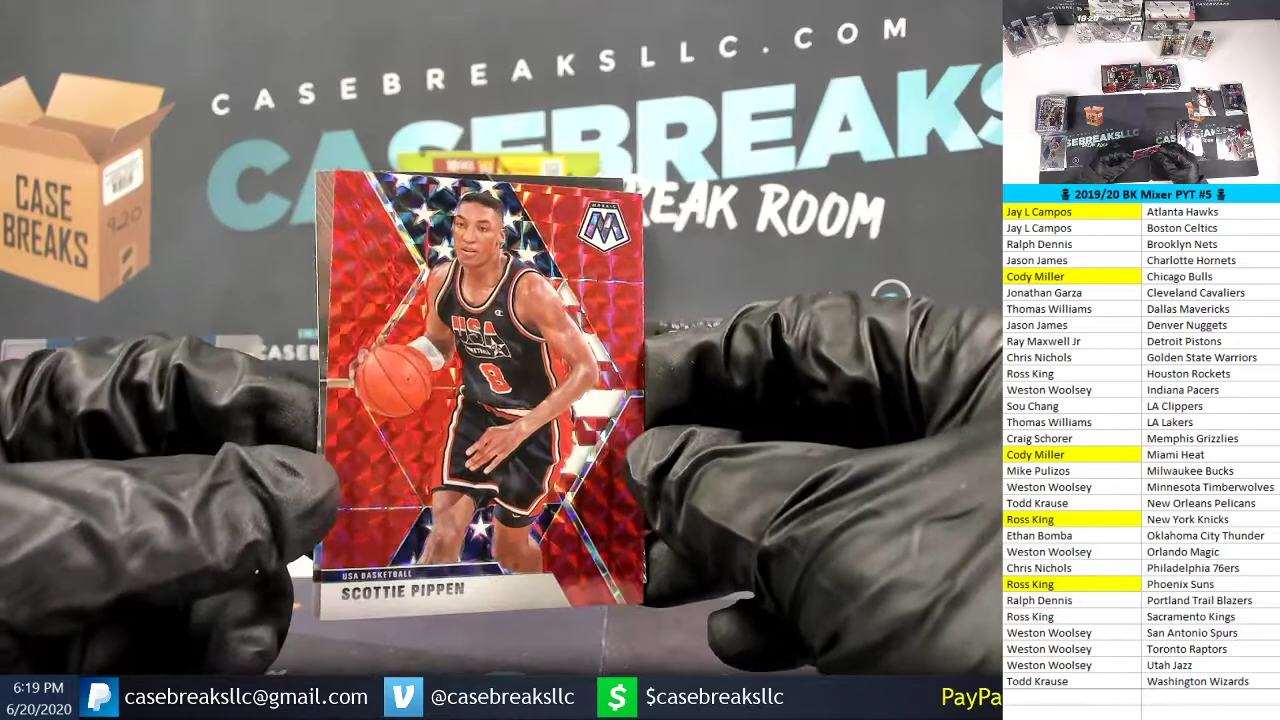 CASEBREAKSLLC.COM
CASEBREAKS
BREAK ROOM
CASE
BREAKS
9.20
MOSAIC
M
USA
BASKETBALL
8
USA BASKETBALL
SCOTTIE PIPPEN
CASEB
6:19 PM
6/20/2020
casebreaksllc@gmail.com
@casebreaksllc
$casebreaksllc
PayPa
CASEBREAKSLLC
2019/20 BK Mixer PYT #5
Jay L Campos Atlanta Hawks
Jay L Campos Boston Celtics
Ralph Dennis Brooklyn Nets
Jason James Charlotte Hornets
Cody Miller Chicago Bulls
Jonathan Garza Cleveland Cavaliers
Thomas Williams Dallas Mavericks
Jason James Denver Nuggets
Ray Maxwell Jr Detroit Pistons
Chris Nichols Golden State Warriors
Ross King Houston Rockets
Weston Woolsey Indiana Pacers
Sou Chang LA Clippers
Thomas Williams LA Lakers
Craig Schorer Memphis Grizzlies
Cody Miller Miami Heat
Mike Pulizos Milwaukee Bucks
Weston Woolsey Minnesota Timberwolves
Todd Krause New Orleans Pelicans
Ross King New York Knicks
Ethan Bomba Oklahoma City Thunder
Weston Woolsey Orlando Magic
Chris Nichols Philadelphia 76ers
Ross King Phoenix Suns
Ralph Dennis Portland Trail Blazers
Ross King Sacramento Kings
Weston Woolsey San Antonio Spurs
Weston Woolsey Toronto Raptors
Weston Woolsey Utah Jazz
Todd Krause Washington Wizards